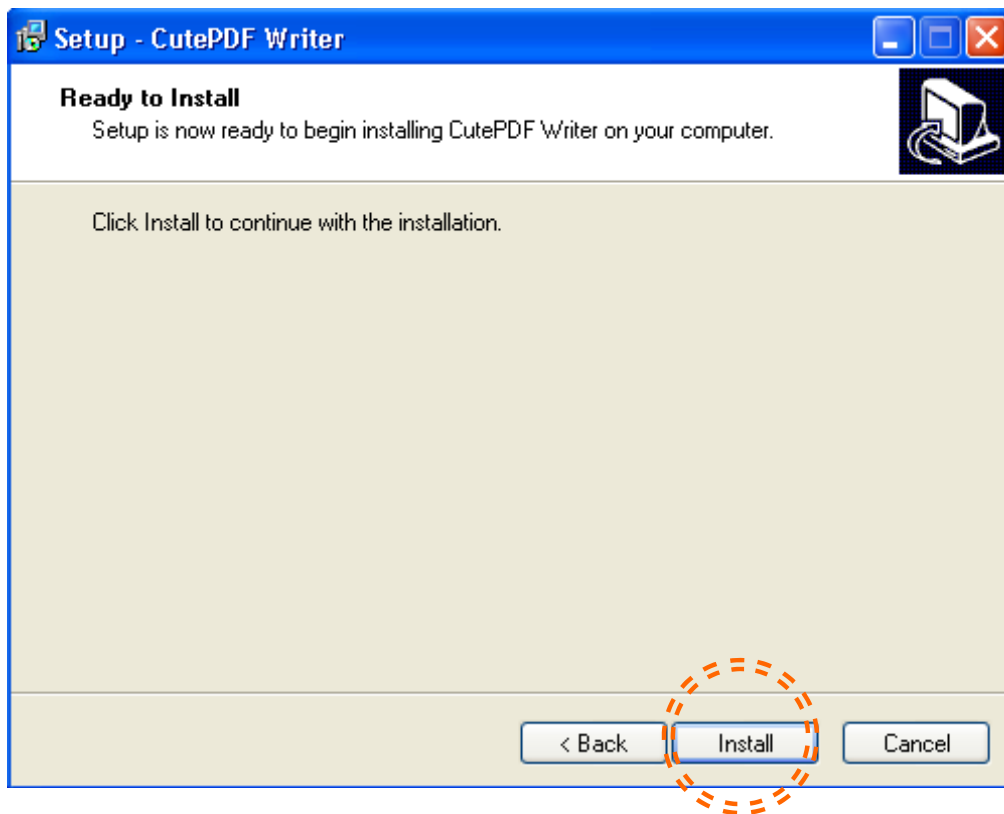 Setup - CutePDF Writer
Ready to Install
Setup is now ready to begin installing CutePDF Writer on your computer.
Click Install to continue with the installation.
< Back Install Cancel